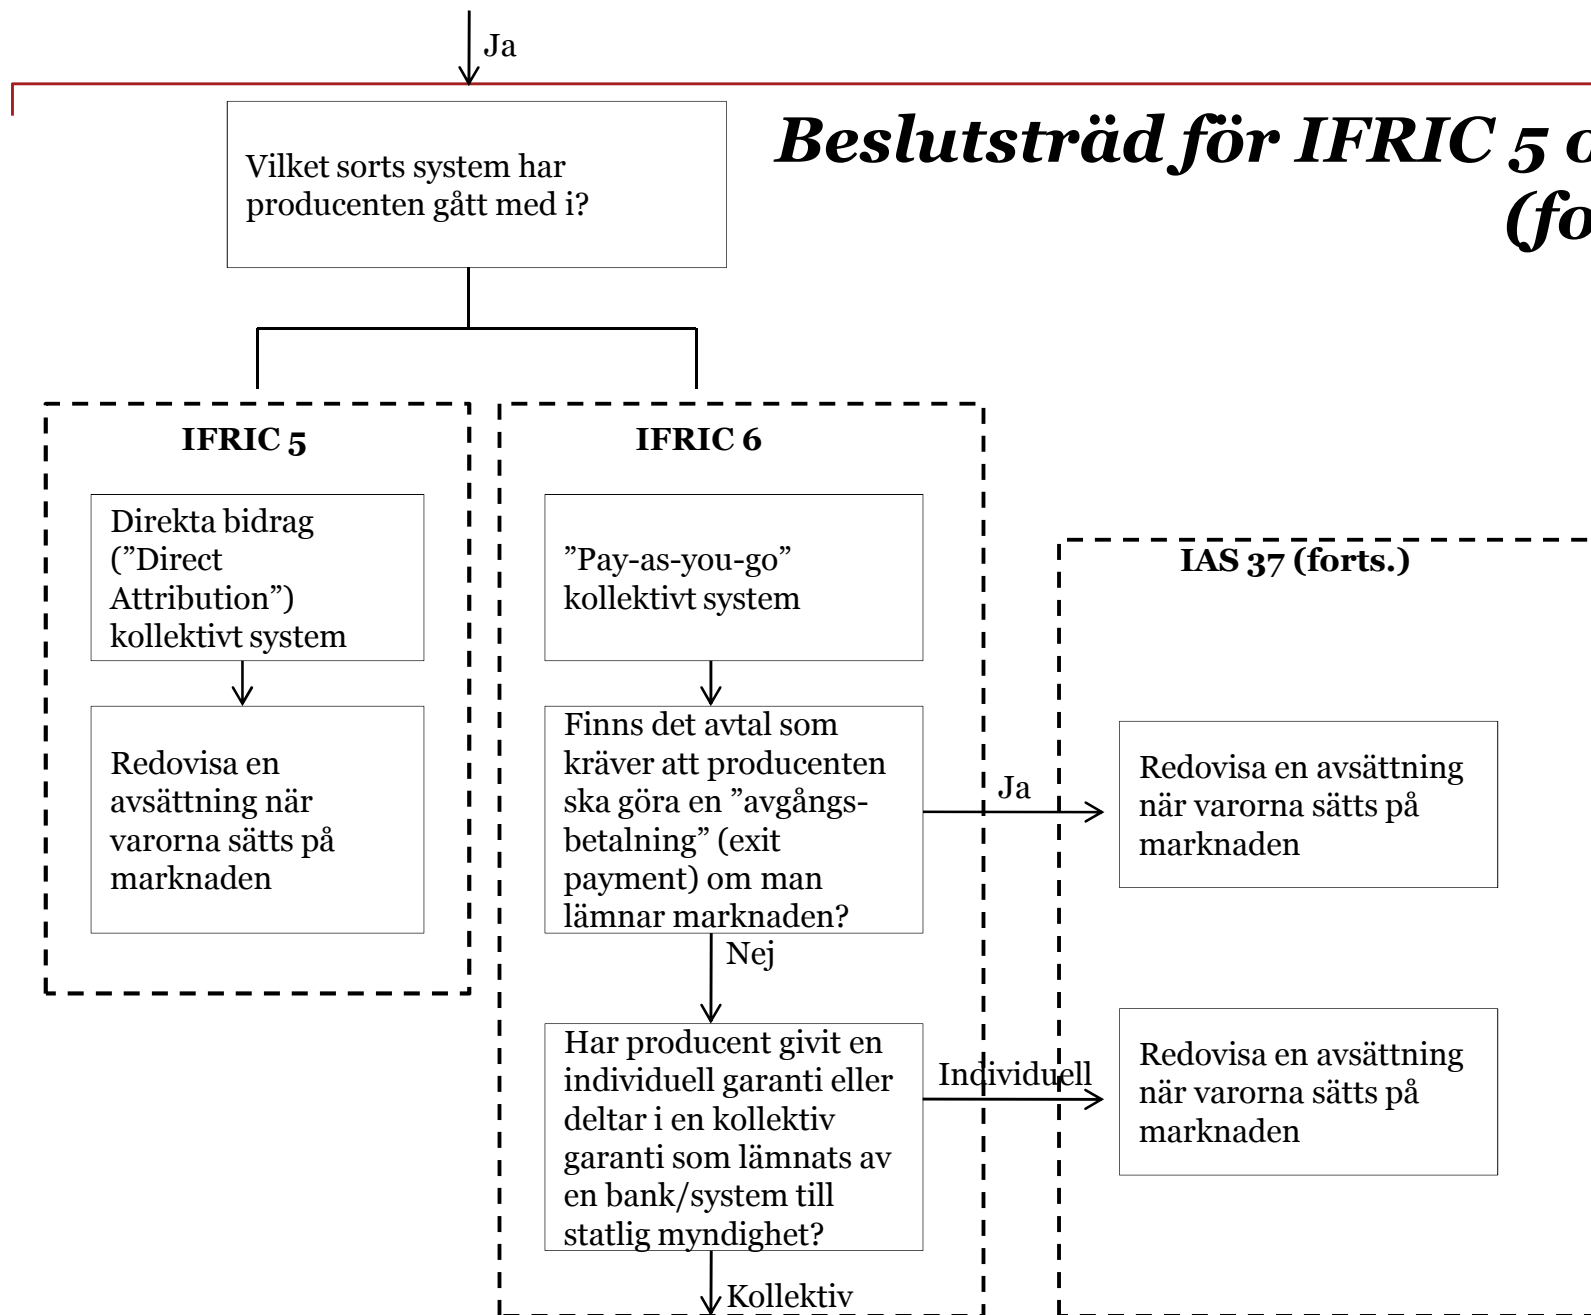 Ja
Beslutsträd för IFRIC 5 o
(fo
Vilket sorts system har
producenten gått med i?
IFRIC 5
Direkta bidrag
(”Direct
Attribution”)
kollektivt system
Redovisa en
avsättning när
varorna sätts på
marknaden
IFRIC 6
”Pay-as-you-go”
kollektivt system
Finns det avtal som
kräver att producenten
ska göra en ”avgångs-
betalning” (exit
payment) om man
lämnar marknaden?
Ja
Nej
Har producent givit en
individuell garanti eller
deltar i en kollektiv
garanti som lämnats av
en bank/system till
statlig myndighet?
Individuell
Kollektiv
IAS 37 (forts.)
Redovisa en avsättning
när varorna sätts på
marknaden
Redovisa en avsättning
när varorna sätts på
marknaden